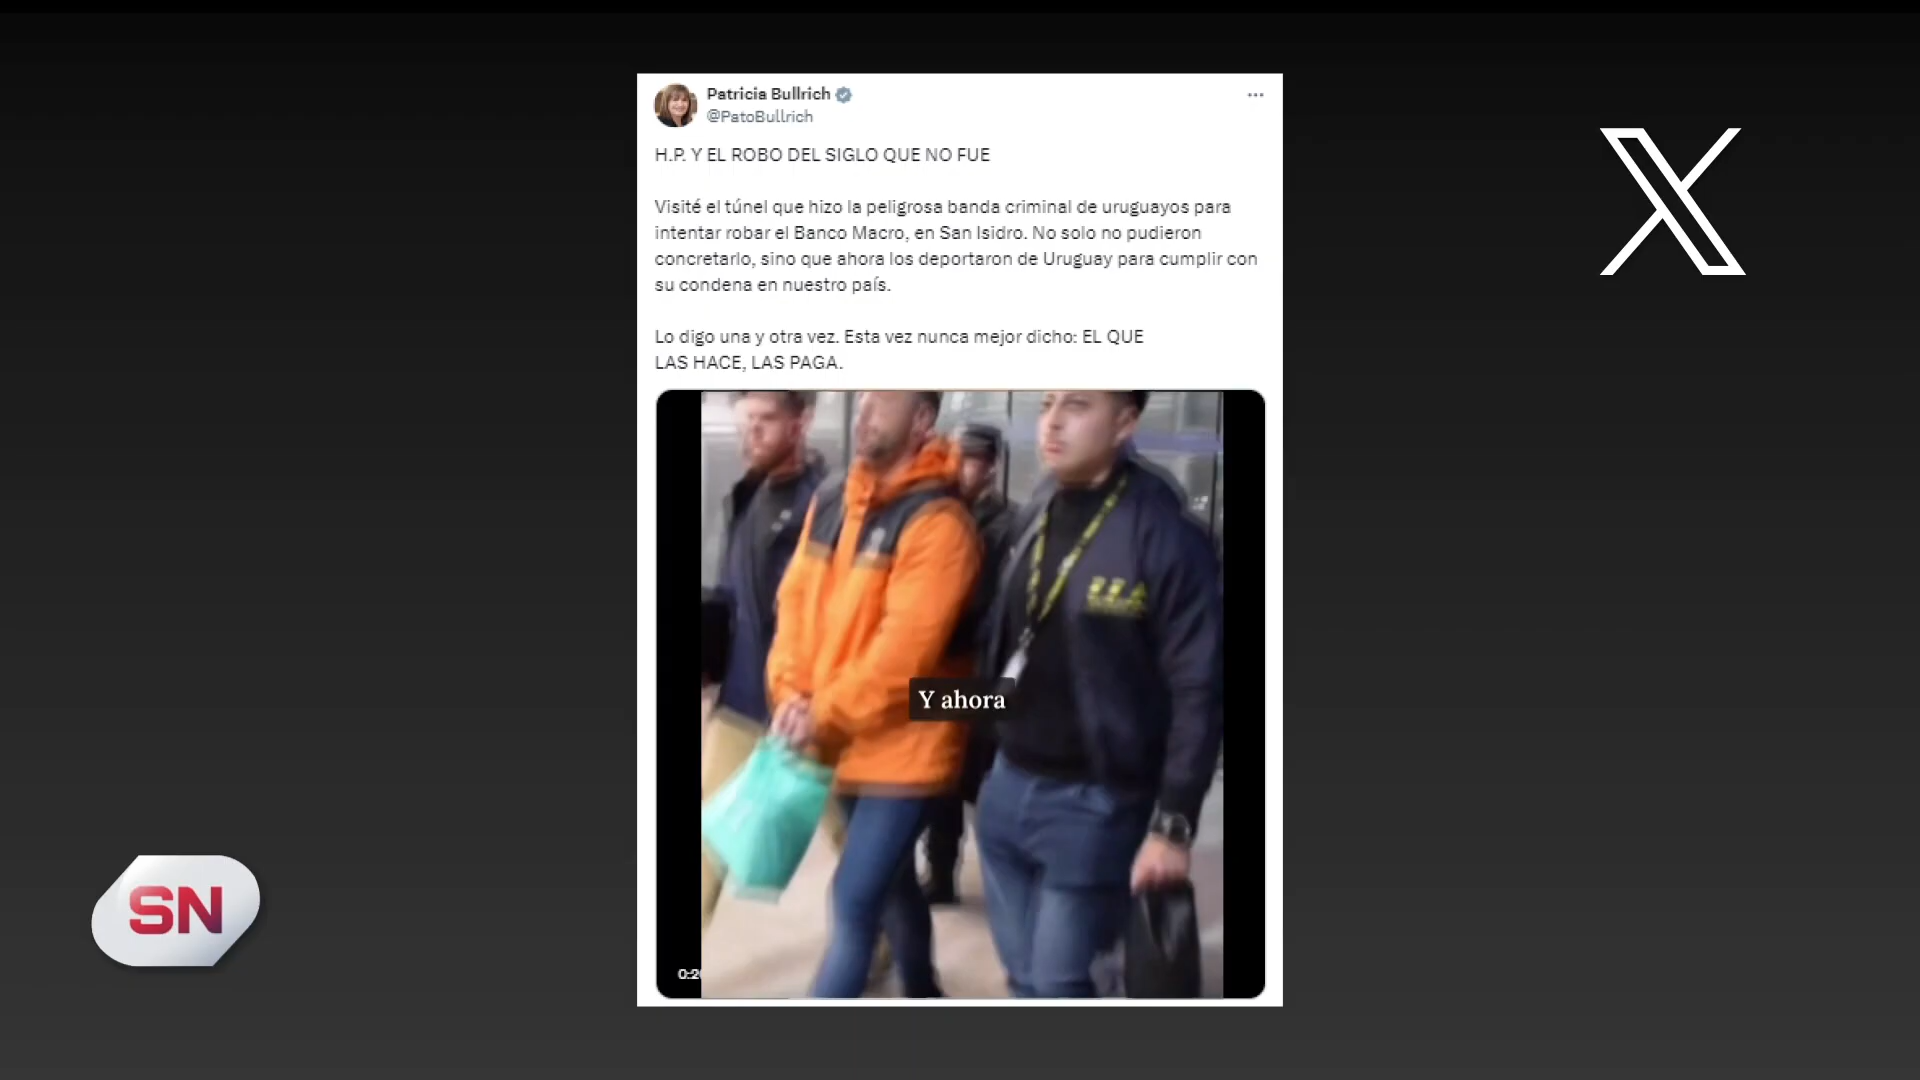 Patricia Bullrich
@PatoBullrich
H.P. Y EL ROBO DEL SIGLO QUE NO FUE
Visité el túnel que hizo la peligrosa banda criminal de uruguayos para
intentar robar el Banco Macro, en San Isidro. No solo no pudieron
concretarlo, sino que ahora los deportaron de Uruguay para cumplir con
su condena en nuestro país.
Lo digo una y otra vez. Esta vez nunca mejor dicho: EL QUE
LAS HACE, LAS PAGA.
Y ahora
SN